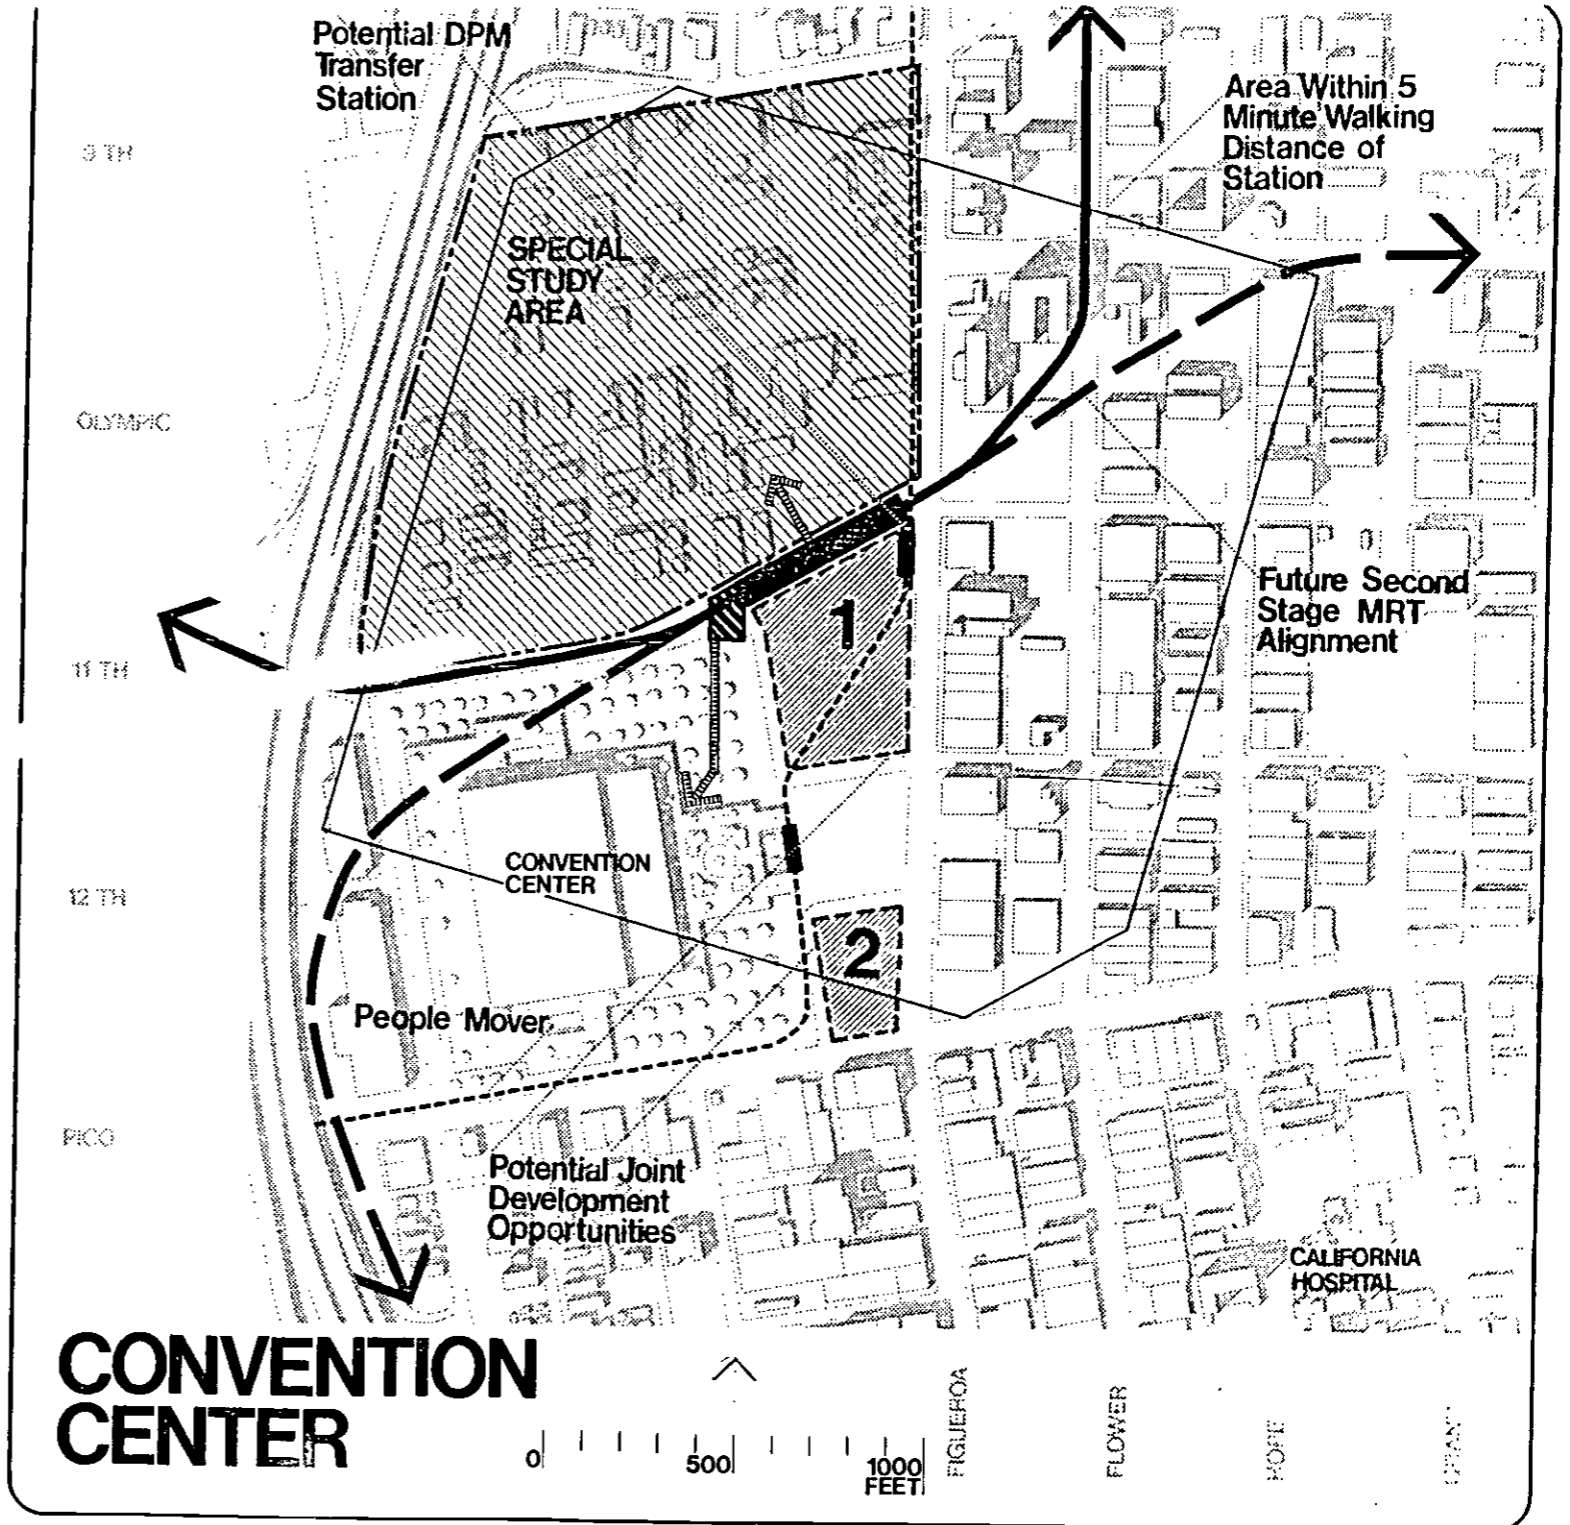 Potential DPM
Transfer
Station
Area Within 5
Minute Walking
Distance of
Station
9 TH
SPECIAL
STUDY
AREA
OLYMPIC
1
Future Second
Stage MRT
Alignment
11 TH
CONVENTION
CENTER
12 TH
2
People Mover
PICO
Potential Joint
Development
Opportunities
CALIFORNIA
HOSPITAL
CONVENTION
CENTER
0
500
1000
FEET
FIGUEROA
FLOWER
HOPE
GRAND